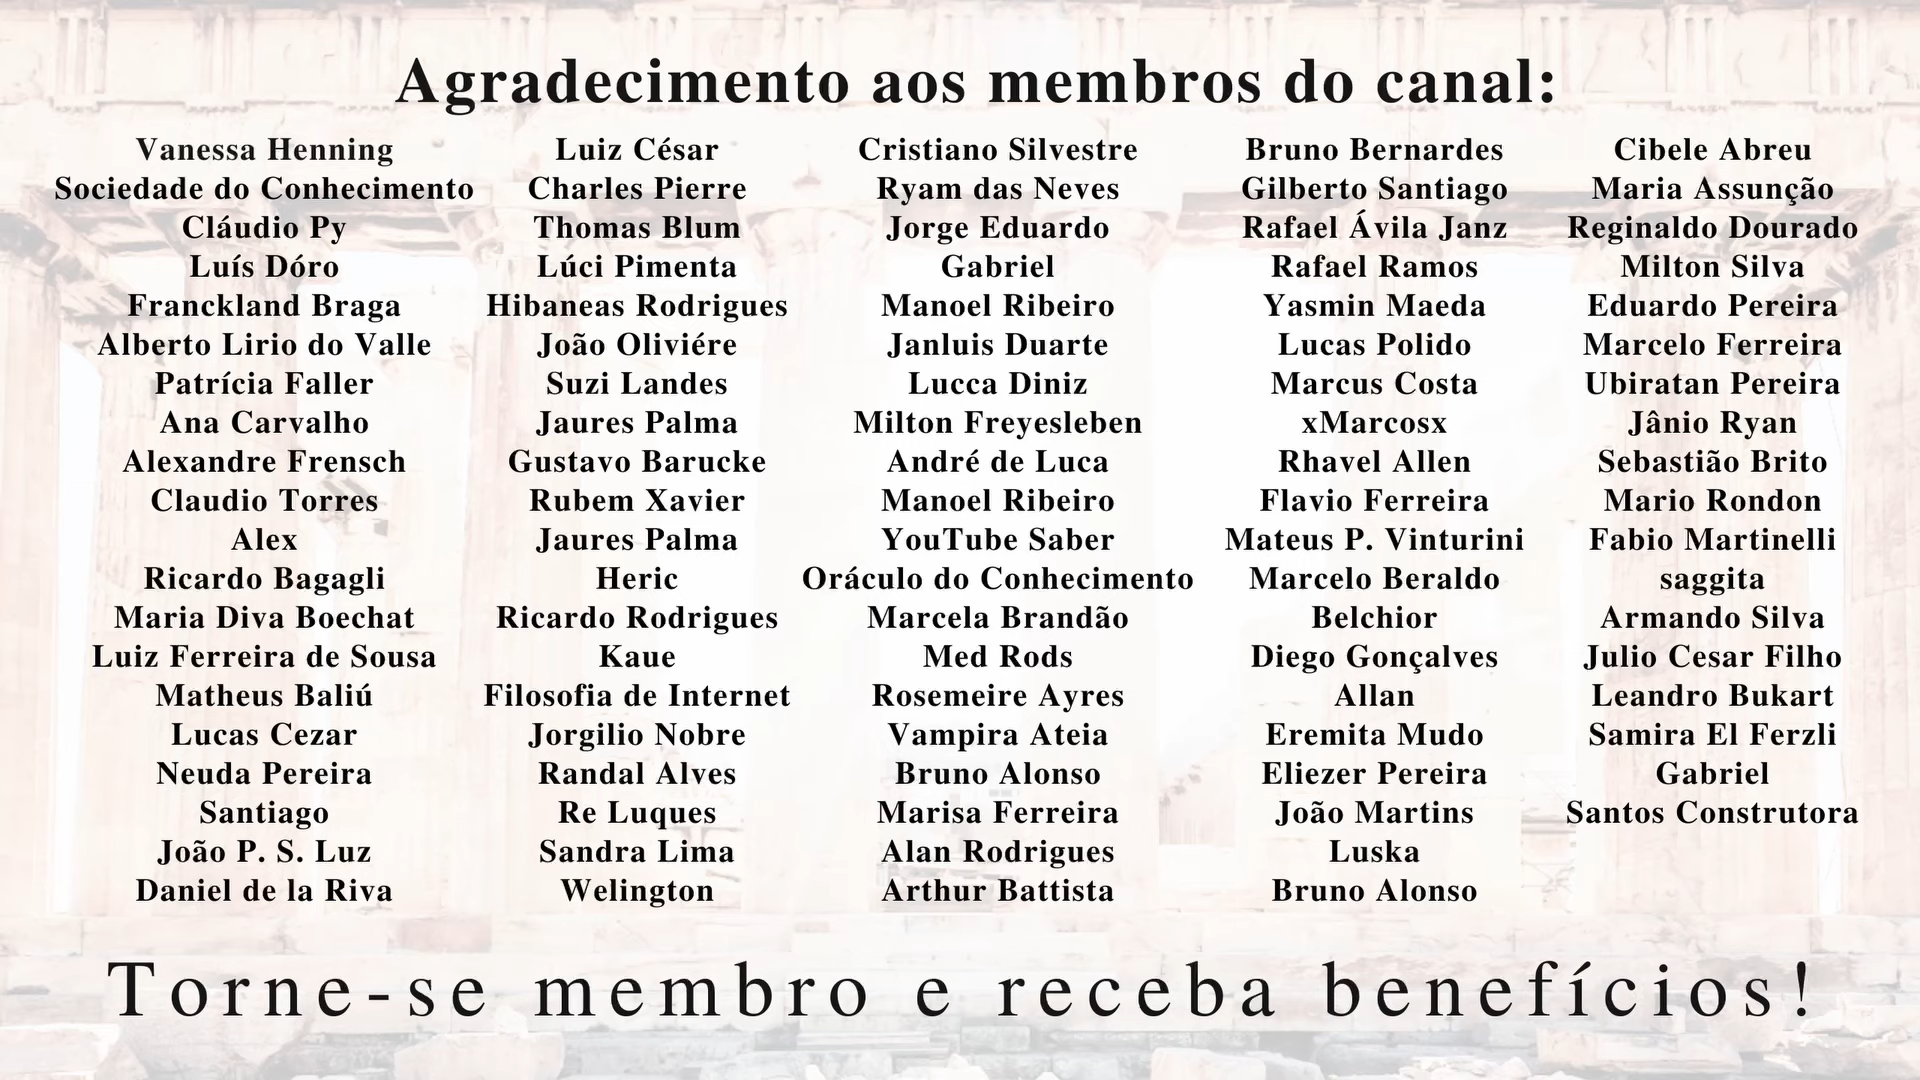 Agradecimento aos membros do canal:
Vanessa Henning
Sociedade do Conhecimento
Cláudio Py
Luís Dóro
Franckland Braga
Alberto Lirio do Valle
Patrícia Faller
Ana Carvalho
Alexandre Frensch
Claudio Torres
Alex
Ricardo Bagagli
Maria Diva Boechat
Luiz Ferreira de Sousa
Matheus Baliú
Lucas Cezar
Neuda Pereira
Santiago
João P. S. Luz
Daniel de la Riva
Luiz César
Charles Pierre
Thomas Blum
Lúci Pimenta
Hibaneas Rodrigues
João Oliviére
Suzi Landes
Jaures Palma
Gustavo Barucke
Rubem Xavier
Jaures Palma
Heric
Ricardo Rodrigues
Kaue
Filosofia de Internet
Jorgilio Nobre
Randal Alves
Re Luques
Sandra Lima
Welington
Cristiano Silvestre
Ryam das Neves
Jorge Eduardo
Gabriel
Manoel Ribeiro
Janluis Duarte
Lucca Diniz
Milton Freyesleben
André de Luca
Manoel Ribeiro
YouTube Saber
Oráculo do Conhecimento
Marcela Brandão
Med Rods
Rosemeire Ayres
Vampira Ateia
Bruno Alonso
Marisa Ferreira
Alan Rodrigues
Arthur Battista
Bruno Bernardes
Gilberto Santiago
Rafael Ávila Janz
Rafael Ramos
Yasmin Maeda
Lucas Polido
Marcus Costa
xMarcosx
Rhavel Allen
Flavio Ferreira
Mateus P. Vinturini
Marcelo Beraldo
Belchior
Diego Gonçalves
Allan
Eremita Mudo
Eliezer Pereira
João Martins
Luska
Bruno Alonso
Cibele Abreu
Maria Assunção
Reginaldo Dourado
Milton Silva
Eduardo Pereira
Marcelo Ferreira
Ubiratan Pereira
Jânio Ryan
Sebastião Brito
Mario Rondon
Fabio Martinelli
saggita
Armando Silva
Julio Cesar Filho
Leandro Bukart
Samira El Ferzli
Gabriel
Santos Construtora
Torne-se membro e receba benefícios!